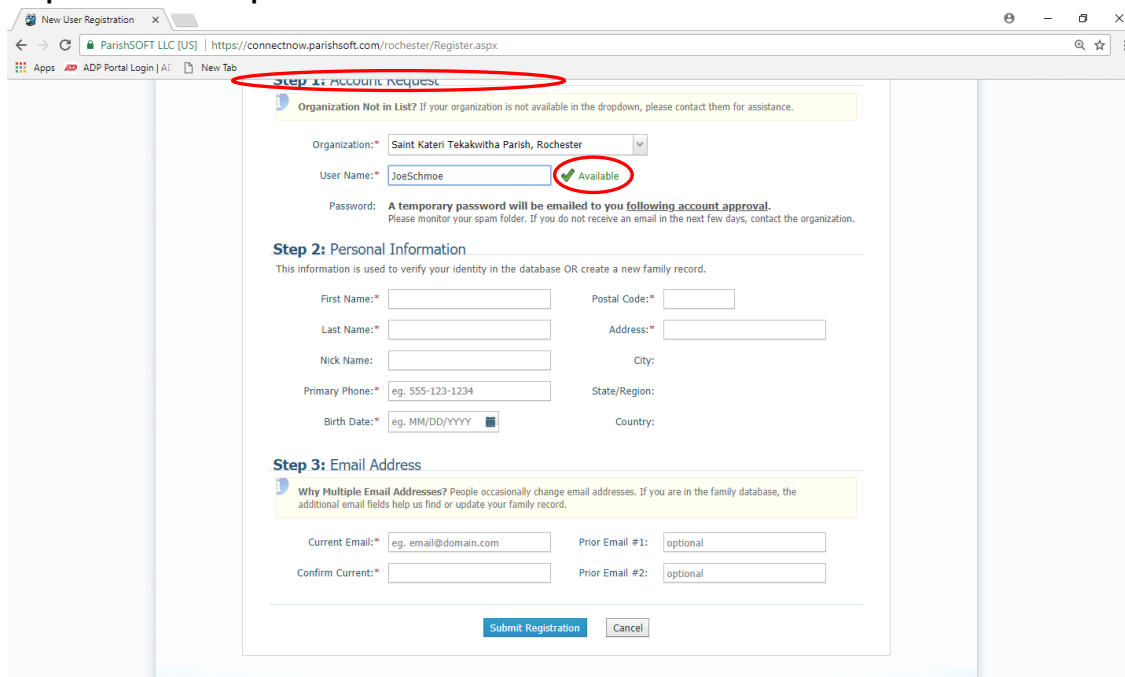 New User Registration
ParishSOFT LLC [US] | https://connectnow.parishsoft.com/rochester/Register.aspx
Apps ADP Portal Login | AD New Tab
Step 1: Account Request
Organization Not in List? If your organization is not available in the dropdown, please contact them for assistance.
Organization:* Saint Kateri Tekakwitha Parish, Rochester
User Name:* JoeSchmoe Available
Password: A temporary password will be emailed to you following account approval.
Please monitor your spam folder. If you do not receive an email in the next few days, contact the organization.
Step 2: Personal Information
This information is used to verify your identity in the database OR create a new family record.
First Name:* Postal Code:*
Last Name:* Address:*
Nick Name: City:
Primary Phone:* eg. 555-123-1234 State/Region:
Birth Date:* eg. MM/DD/YYYY Country:
Step 3: Email Address
Why Multiple Email Addresses? People occasionally change email addresses. If you are in the family database, the
additional email fields help us find or update your family record.
Current Email:* eg. email@domain.com Prior Email #1: optional
Confirm Current:* Prior Email #2: optional
Submit Registration Cancel